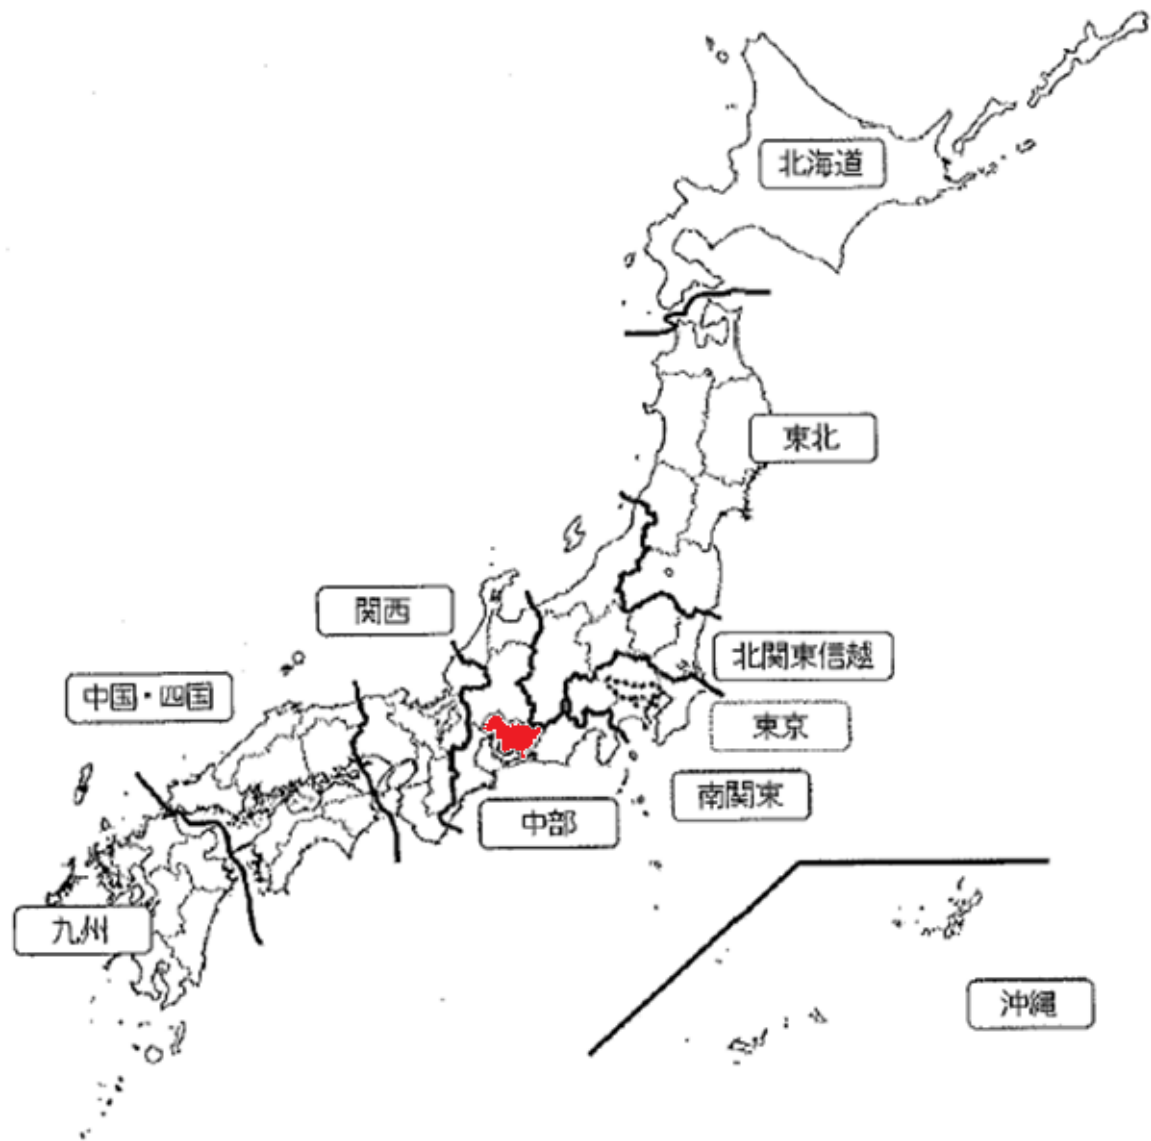 北海道
東北
関西
北関東信越
中国・四国
東京
南関東
中部
九州
沖縄